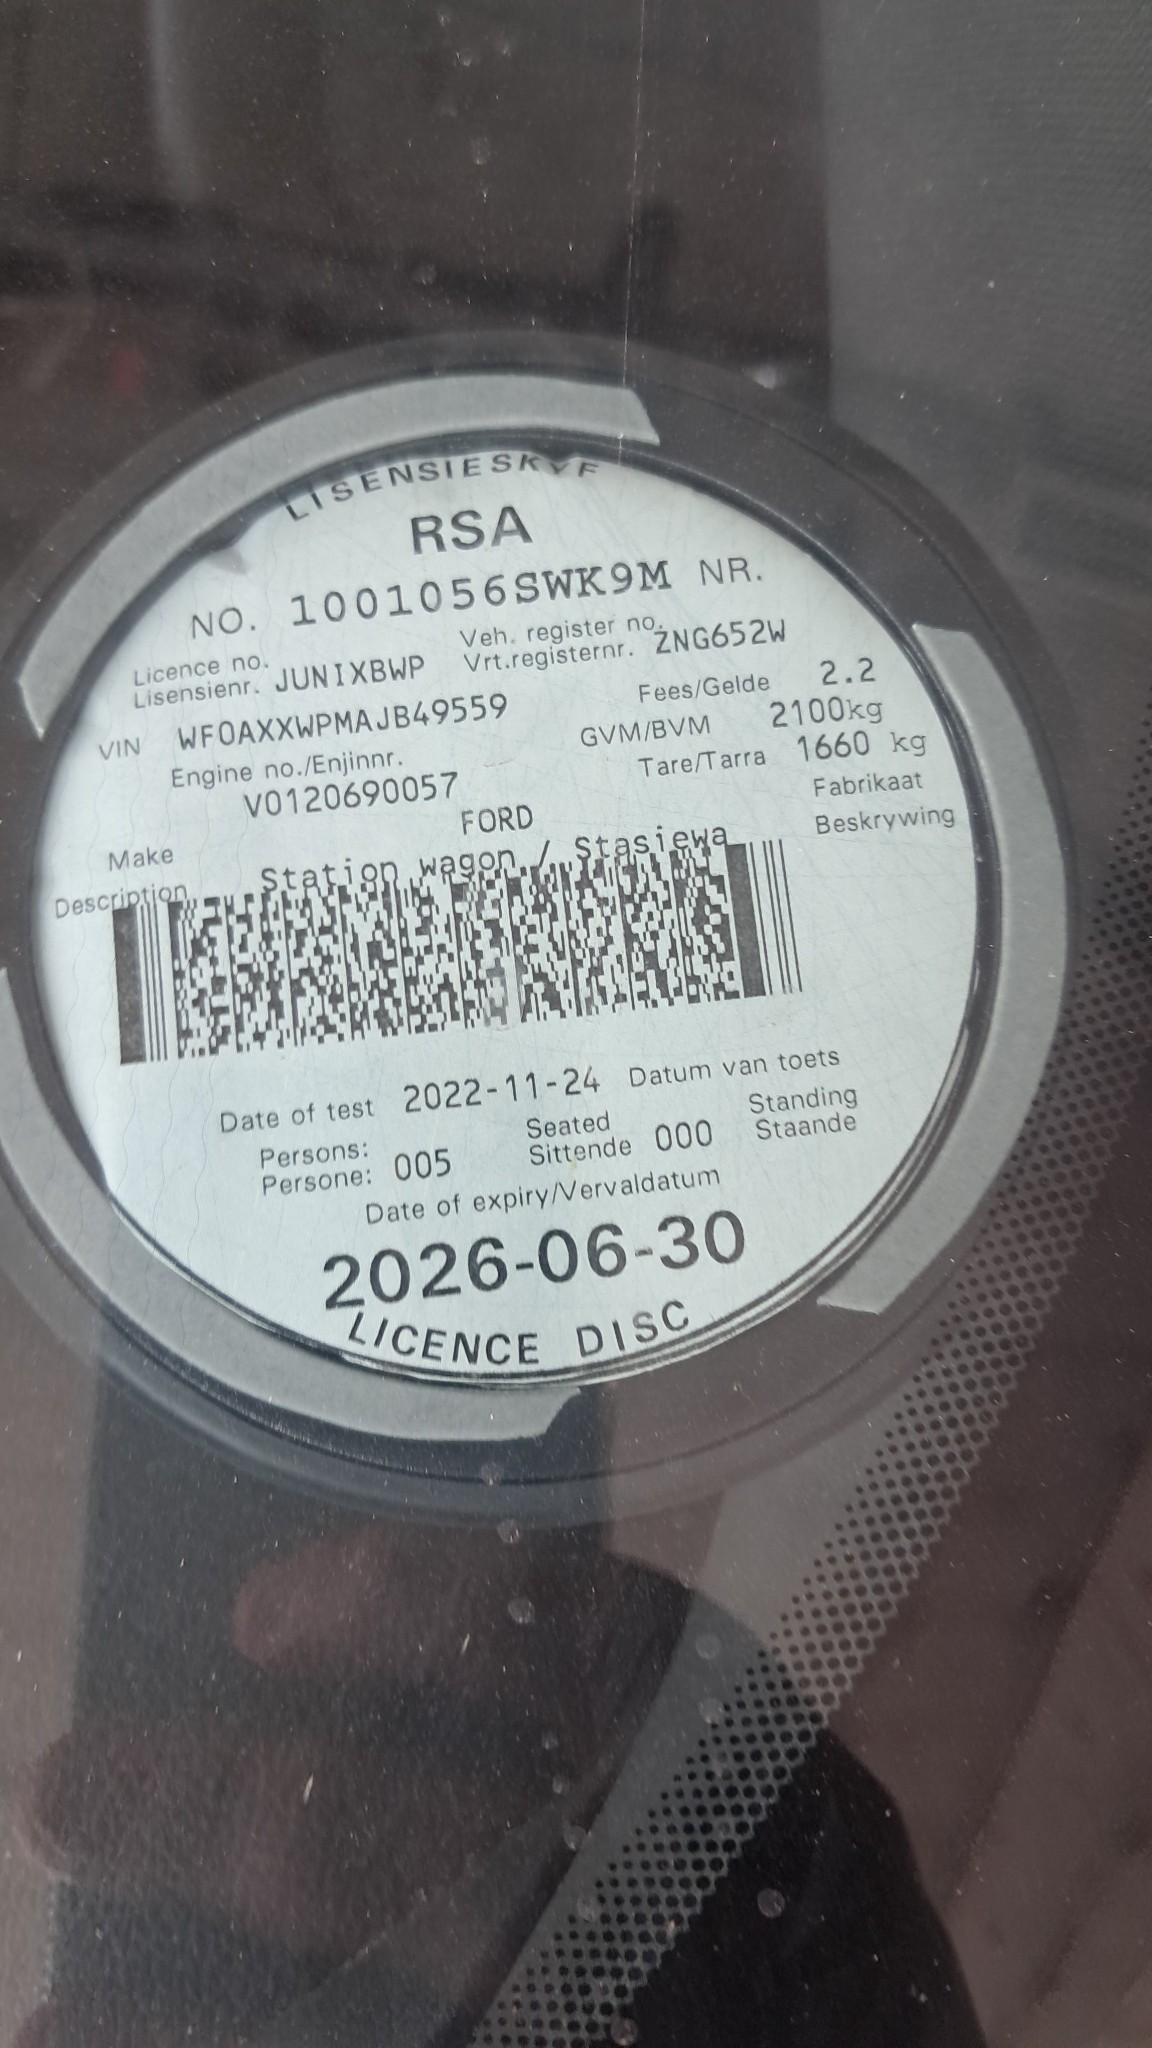 LISENSIESKYF
RSA
NO. 1001056SWK9M NR.
Licence no. Veh. register no.
Lisensienr. JUNIXBWP Vrt.registernr. ZNG652W
VIN WF0AXXWPMAJB49559 Fees/Gelde 2.2
Engine no./Enjinnr. GVM/BVM 2100kg
V0120690057 Tare/Tarra 1660 kg
Make FORD Fabrikaat
Description Station wagon / Stasiewa Beskrywing
Date of test 2022-11-24 Datum van toets
Persons: Seated Standing
Persone: 005 Sittende 000 Staande
Date of expiry/Vervaldatum
2026-06-30
LICENCE DISC